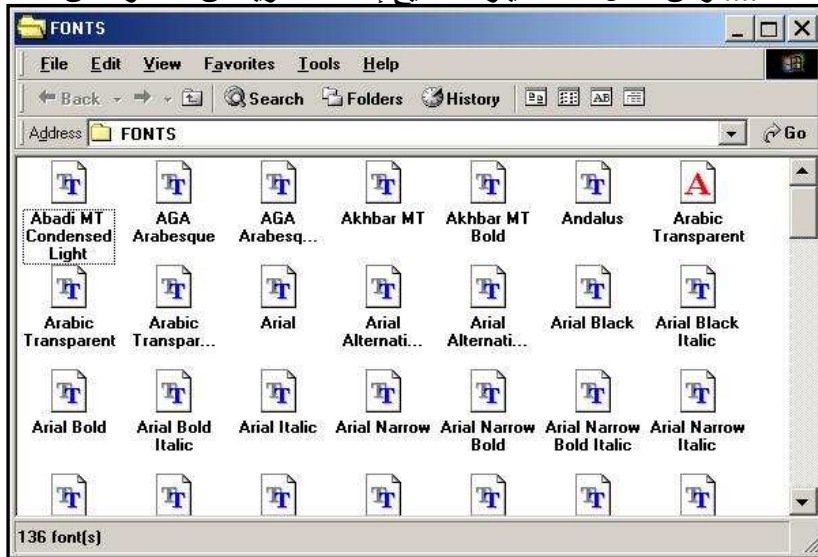 FONTS
File Edit View Favorites Tools Help
Back Search Folders History
Address FONTS Go
Abadi MT Condensed Light
AGA Arabesque
AGA Arabesq...
Akhbar MT
Akhbar MT Bold
Andalus
Arabic Transparent
Arabic Transparent
Arabic Transpar...
Arial
Arial Alternati...
Arial Alternati...
Arial Black
Arial Black Italic
Arial Bold
Arial Bold Italic
Arial Italic
Arial Narrow
Arial Narrow Bold
Arial Narrow Bold Italic
Arial Narrow Italic
136 font(s)